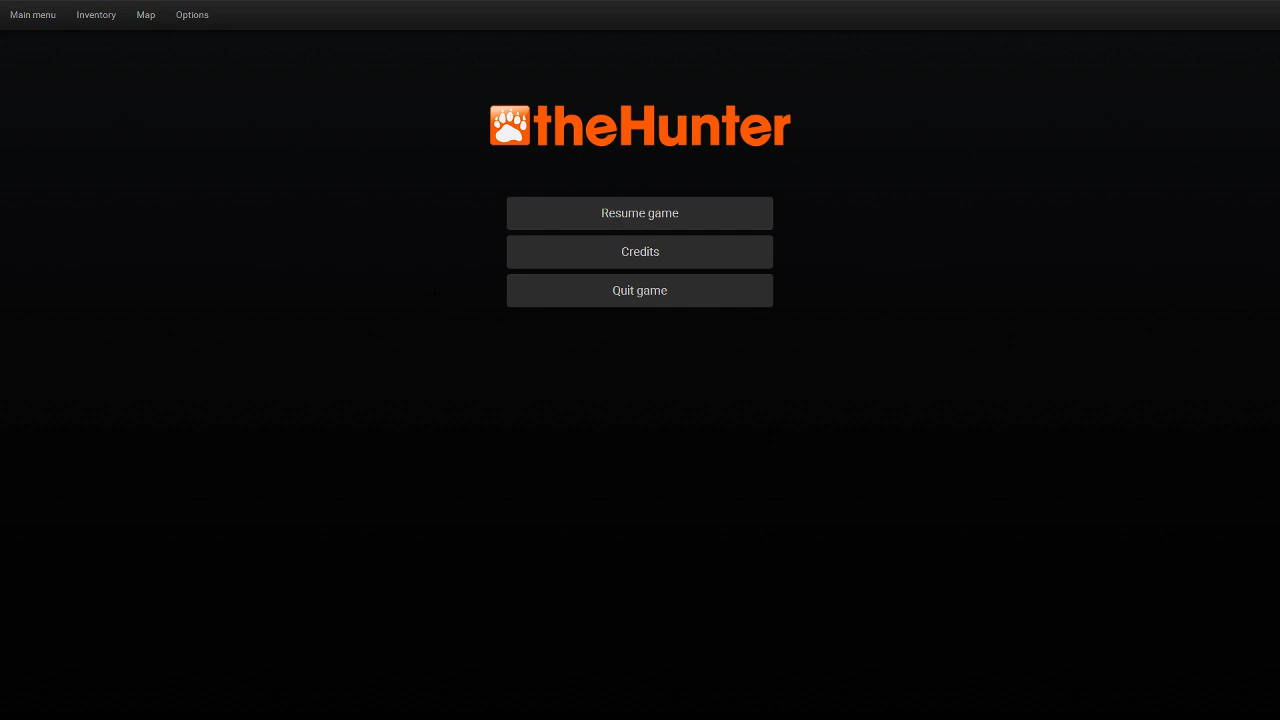 Main menu Inventory Map Options
theHunter
Resume game
Credits
Quit game